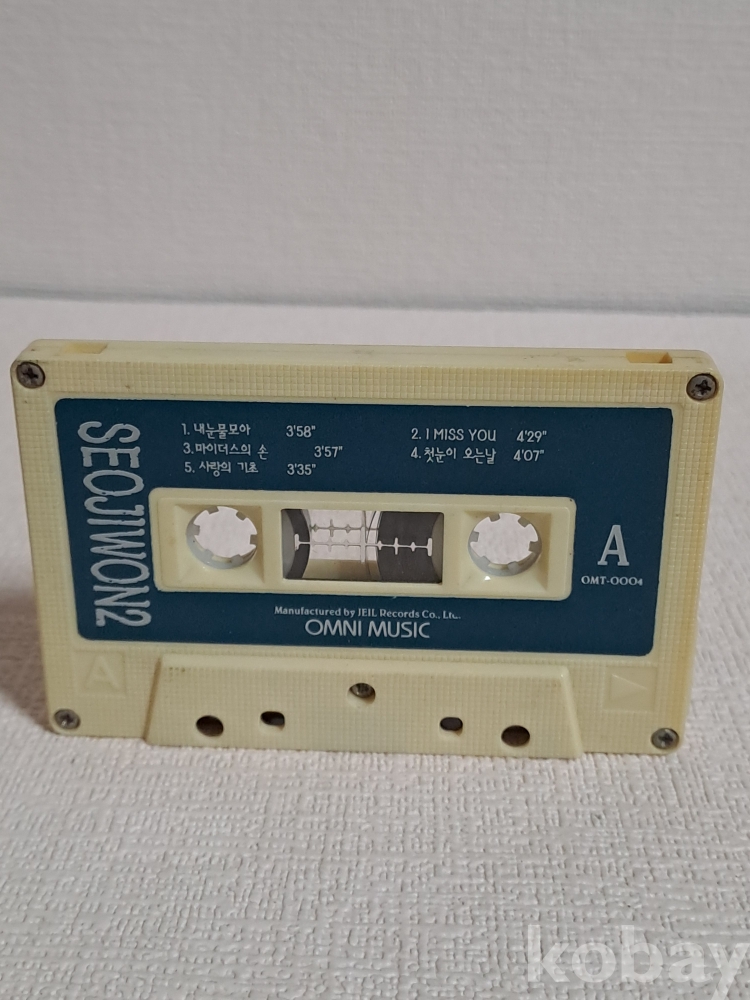 SEOJIWON2
1. 내눈물모아 3'58" 2. I MISS YOU 4'29"
3.마이더스의 손 3'57" 4.첫눈이 오는날 4'07"
5. 사랑의 기초 3'35"
A
OMT-0004
Manufactured by JEIL Records Co., Lt..
OMNI MUSIC
A
kobay